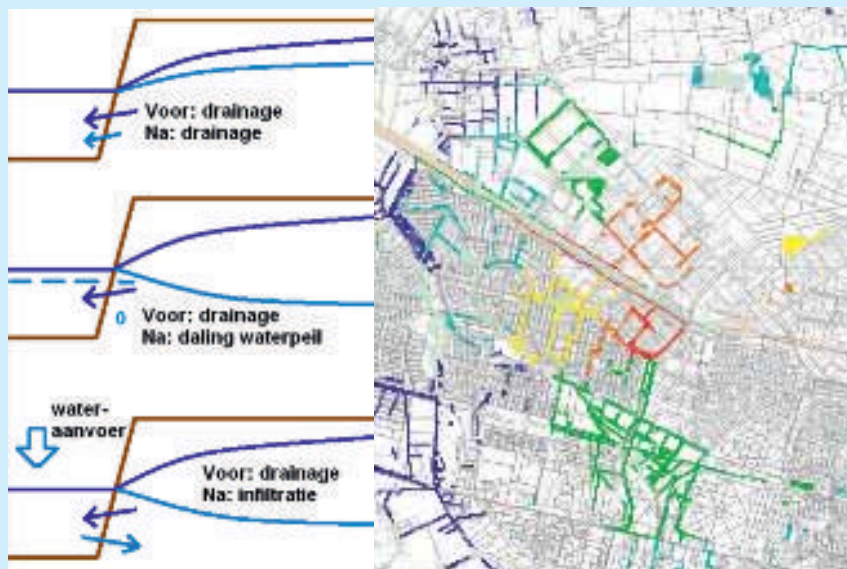 Voor: drainage
Na: drainage
0
Voor: drainage
Na: daling waterpeil
water-
aanvoer
Voor: drainage
Na: infiltratie